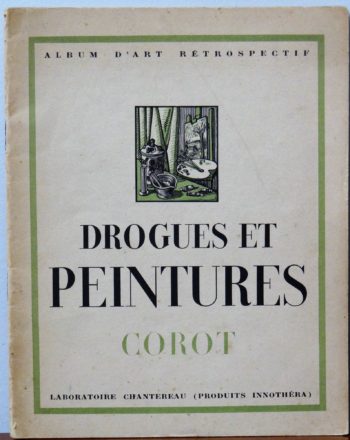 ALBUM D'ART RÉTROSPECTIF
DROGUES ET
PEINTURES
COROT
LABORATOIRE CHANTEREAU (PRODUITS INNOTHÉRA)